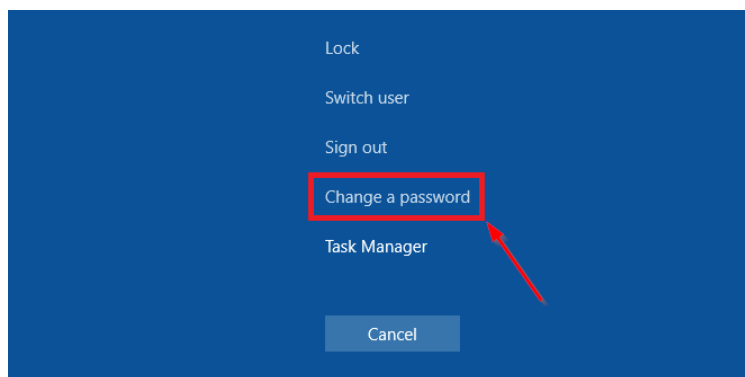 Lock
Switch user
Sign out
Change a password
Task Manager
Cancel